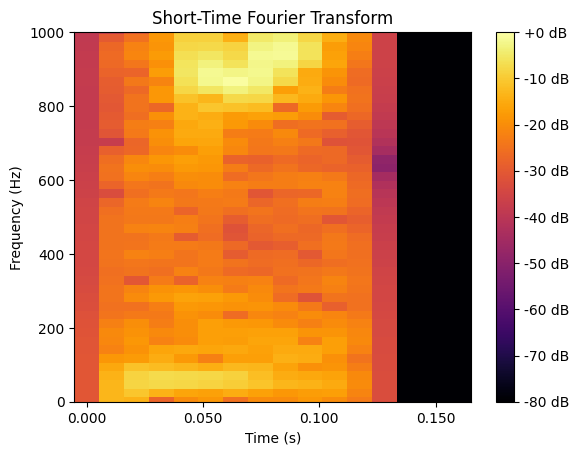 Short-Time Fourier Transform
1000
800
600
400
200
0
Frequency (Hz)
0.000
0.050
0.100
0.150
Time (s)
+0 dB
-10 dB
-20 dB
-30 dB
-40 dB
-50 dB
-60 dB
-70 dB
-80 dB